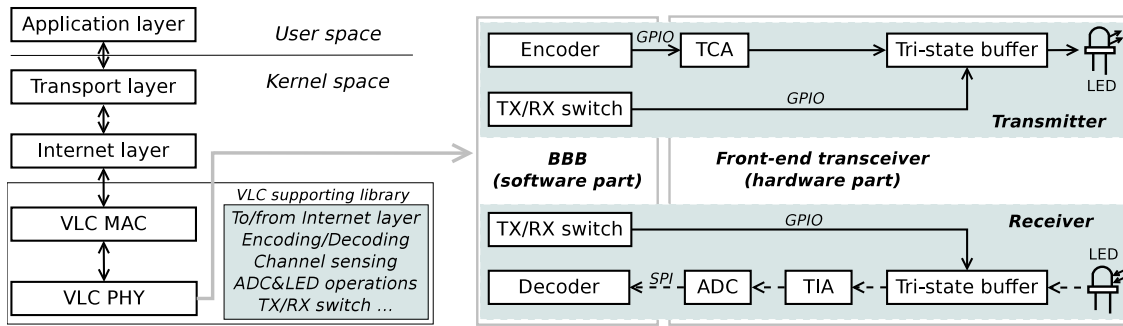 Application layer
User space
Transport layer
Kernel space
Internet layer
VLC MAC
VLC PHY
VLC supporting library
To/from Internet layer
Encoding/Decoding
Channel sensing
ADC&LED operations
TX/RX switch ...
Encoder
GPIO
TCA
Tri-state buffer
LED
TX/RX switch
GPIO
Transmitter
BBB
(software part)
Front-end transceiver
(hardware part)
TX/RX switch
GPIO
Receiver
Decoder
SPI
ADC
TIA
Tri-state buffer
LED